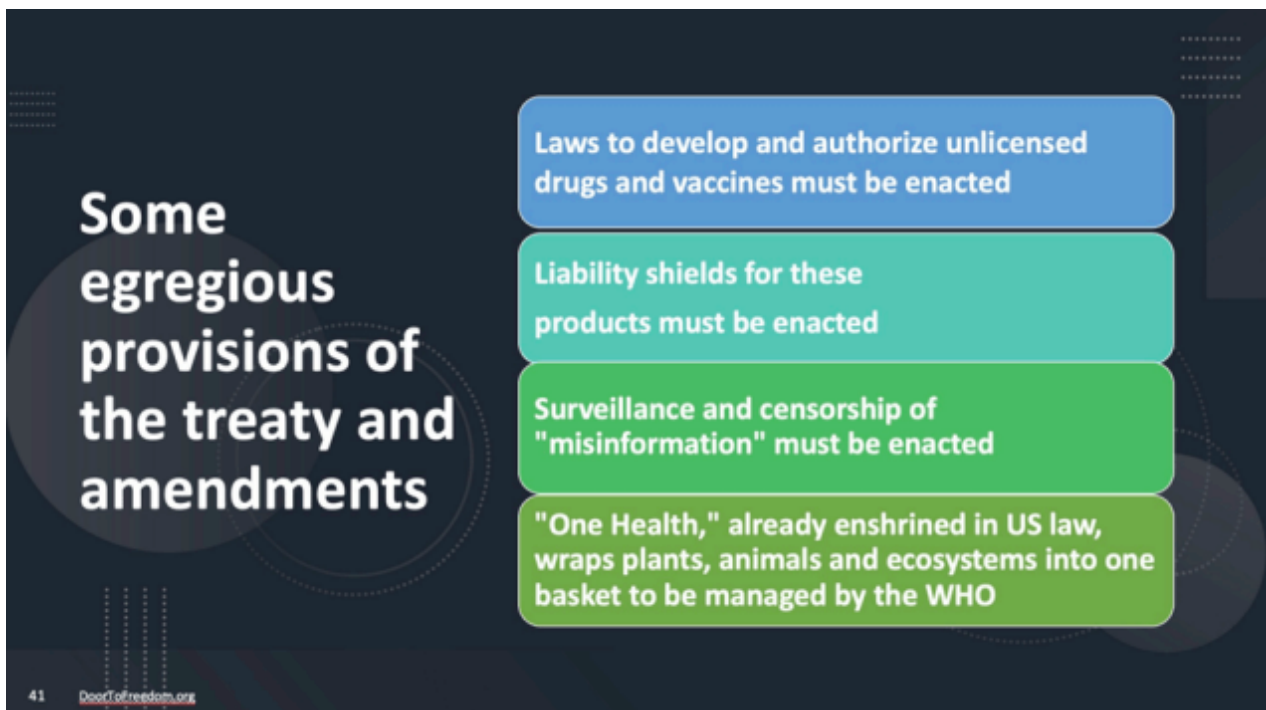 Some
egregious
provisions of
the treaty and
amendments
Laws to develop and authorize unlicensed
drugs and vaccines must be enacted
Liability shields for these
products must be enacted
Surveillance and censorship of
"misinformation" must be enacted
"One Health," already enshrined in US law,
wraps plants, animals and ecosystems into one
basket to be managed by the WHO
41 DoorToFreedom.org